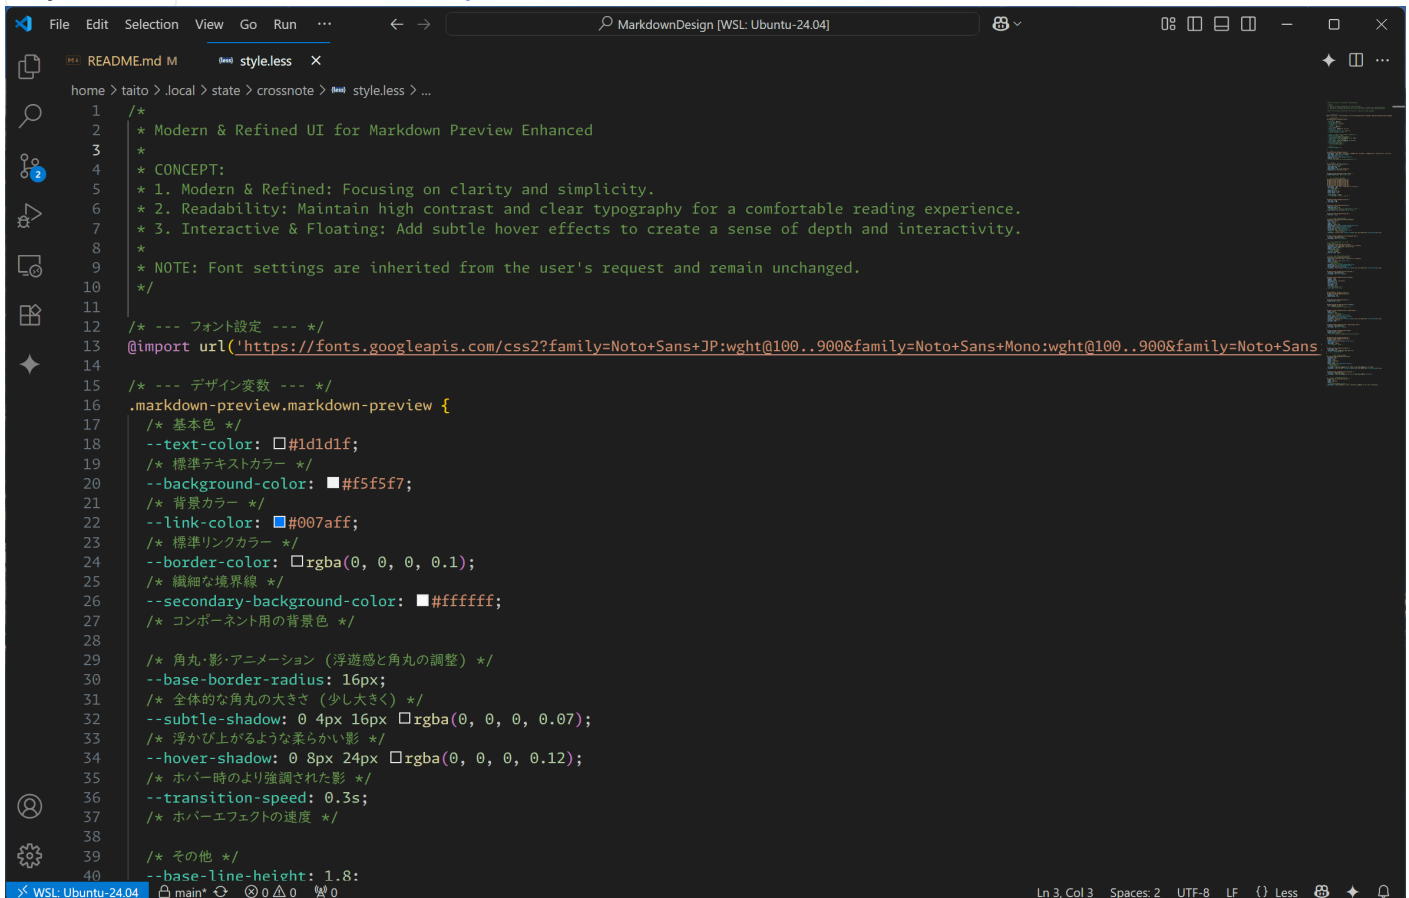 File Edit Selection View Go Run ··· MarkdownDesign [WSL: Ubuntu-24.04]
README.md M style.less
home > taito > .local > state > crossnote > style.less > ...
1 /*
2 * Modern & Refined UI for Markdown Preview Enhanced
3 *
4 * CONCEPT:
5 * 1. Modern & Refined: Focusing on clarity and simplicity.
6 * 2. Readability: Maintain high contrast and clear typography for a comfortable reading experience.
7 * 3. Interactive & Floating: Add subtle hover effects to create a sense of depth and interactivity.
8 *
9 * NOTE: Font settings are inherited from the user's request and remain unchanged.
10 */
11
12 /* --- フォント設定 --- */
13 @import url('https://fonts.googleapis.com/css2?family=Noto+Sans+JP:wght@100..900&family=Noto+Sans+Mono:wght@100..900&family=Noto+Sans
14
15 /* --- デザイン変数 --- */
16 .markdown-preview.markdown-preview {
17 /* 基本色 */
18 --text-color: #1d1d1f;
19 /* 標準テキストカラー */
20 --background-color: #f5f5f7;
21 /* 背景カラー */
22 --link-color: #007aff;
23 /* 標準リンクカラー */
24 --border-color: rgba(0, 0, 0, 0.1);
25 /* 繊細な境界線 */
26 --secondary-background-color: #ffffff;
27 /* コンポーネント用の背景色 */
28
29 /* 角丸・影・アニメーション (浮遊感と角丸の調整) */
30 --base-border-radius: 16px;
31 /* 全体的な角丸の大きさ (少し大きく) */
32 --subtle-shadow: 0 4px 16px rgba(0, 0, 0, 0.07);
33 /* 浮かび上がるような柔らかい影 */
34 --hover-shadow: 0 8px 24px rgba(0, 0, 0, 0.12);
35 /* ホバー時のより強調された影 */
36 --transition-speed: 0.3s;
37 /* ホバーエフェクトの速度 */
38
39 /* その他 */
40 --base-line-height: 1.8;
2
WSL: Ubuntu-24.04 main* 0 0 0 Ln 3, Col 3 Spaces: 2 UTF-8 LF {} Less